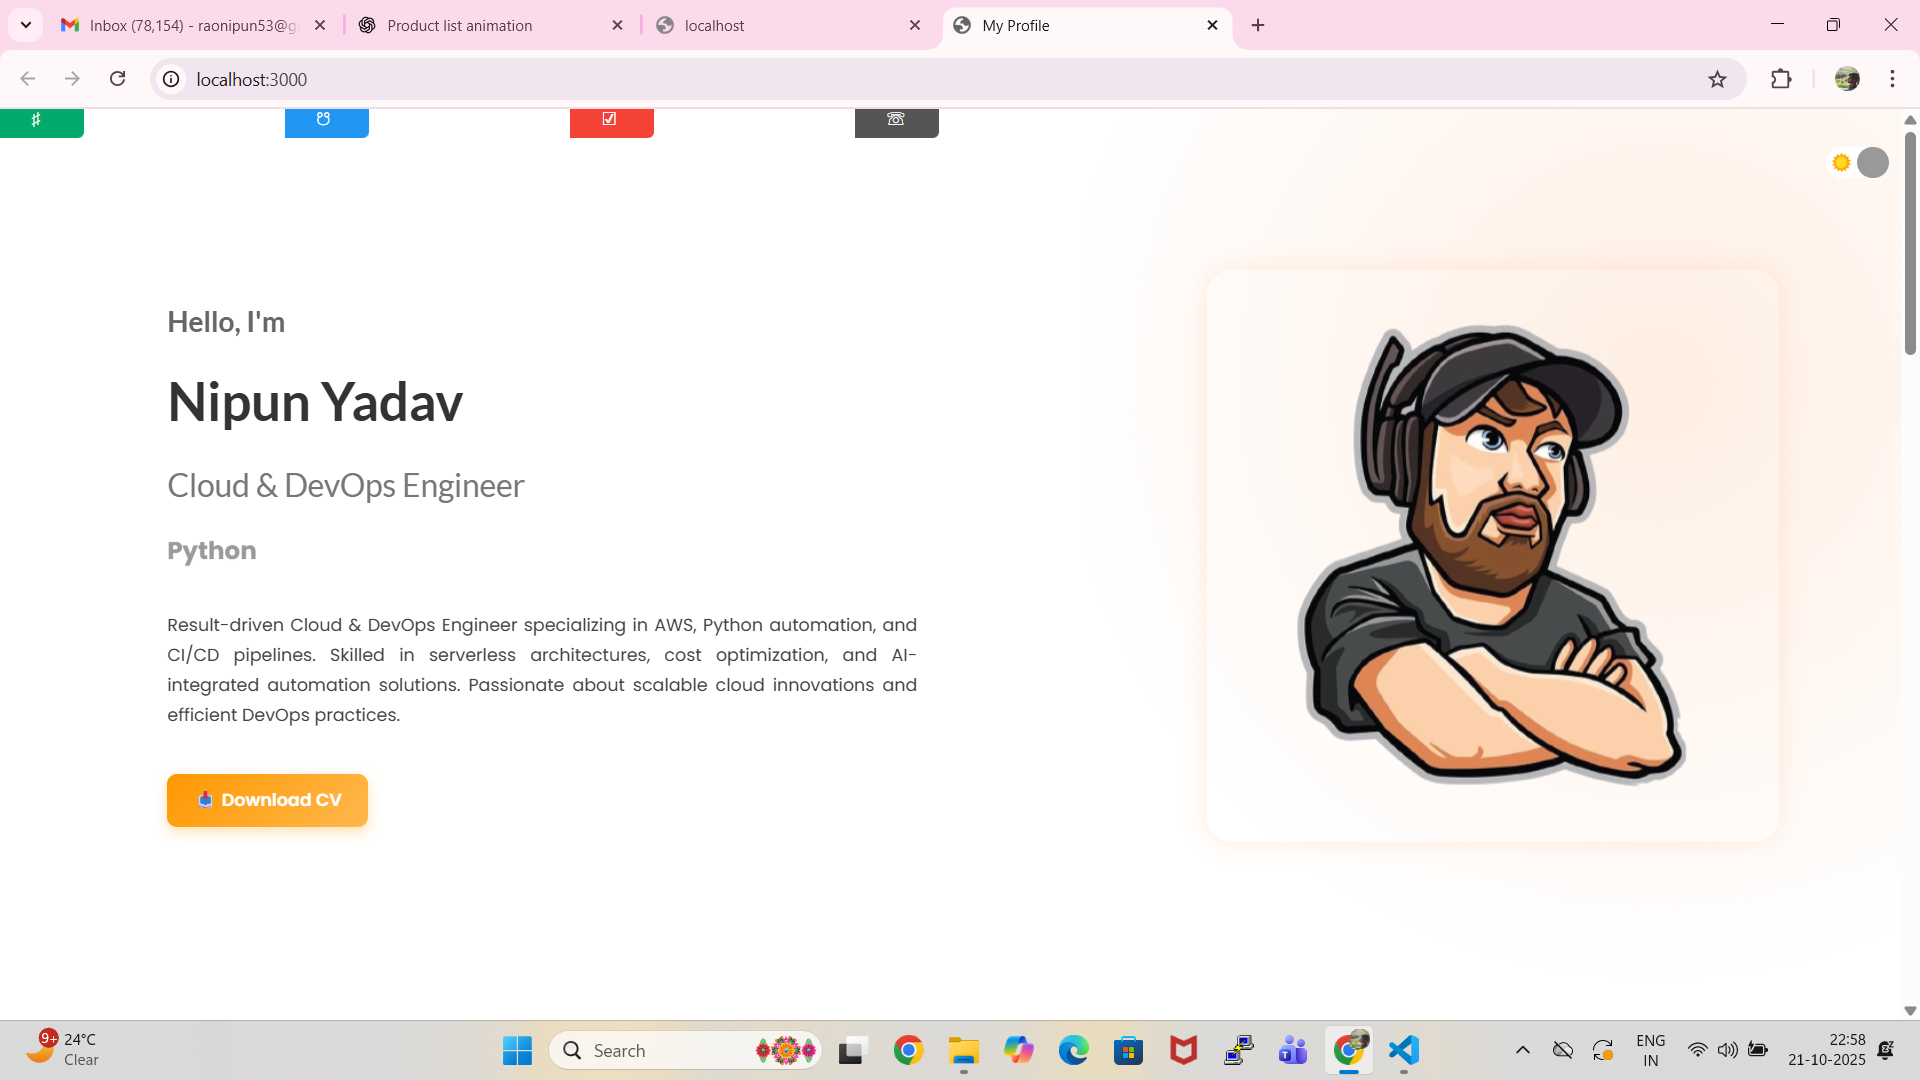 Inbox (78,154) - raonipun53@g
Product list animation
localhost
My Profile
localhost:3000
Hello, I'm
Nipun Yadav
Cloud & DevOps Engineer
Python
Result-driven Cloud & DevOps Engineer specializing in AWS, Python automation, and
CI/CD pipelines. Skilled in serverless architectures, cost optimization, and AI-
integrated automation solutions. Passionate about scalable cloud innovations and
efficient DevOps practices.
Download CV
9+
24°C
Clear
Search
ENG
IN
22:58
21-10-2025